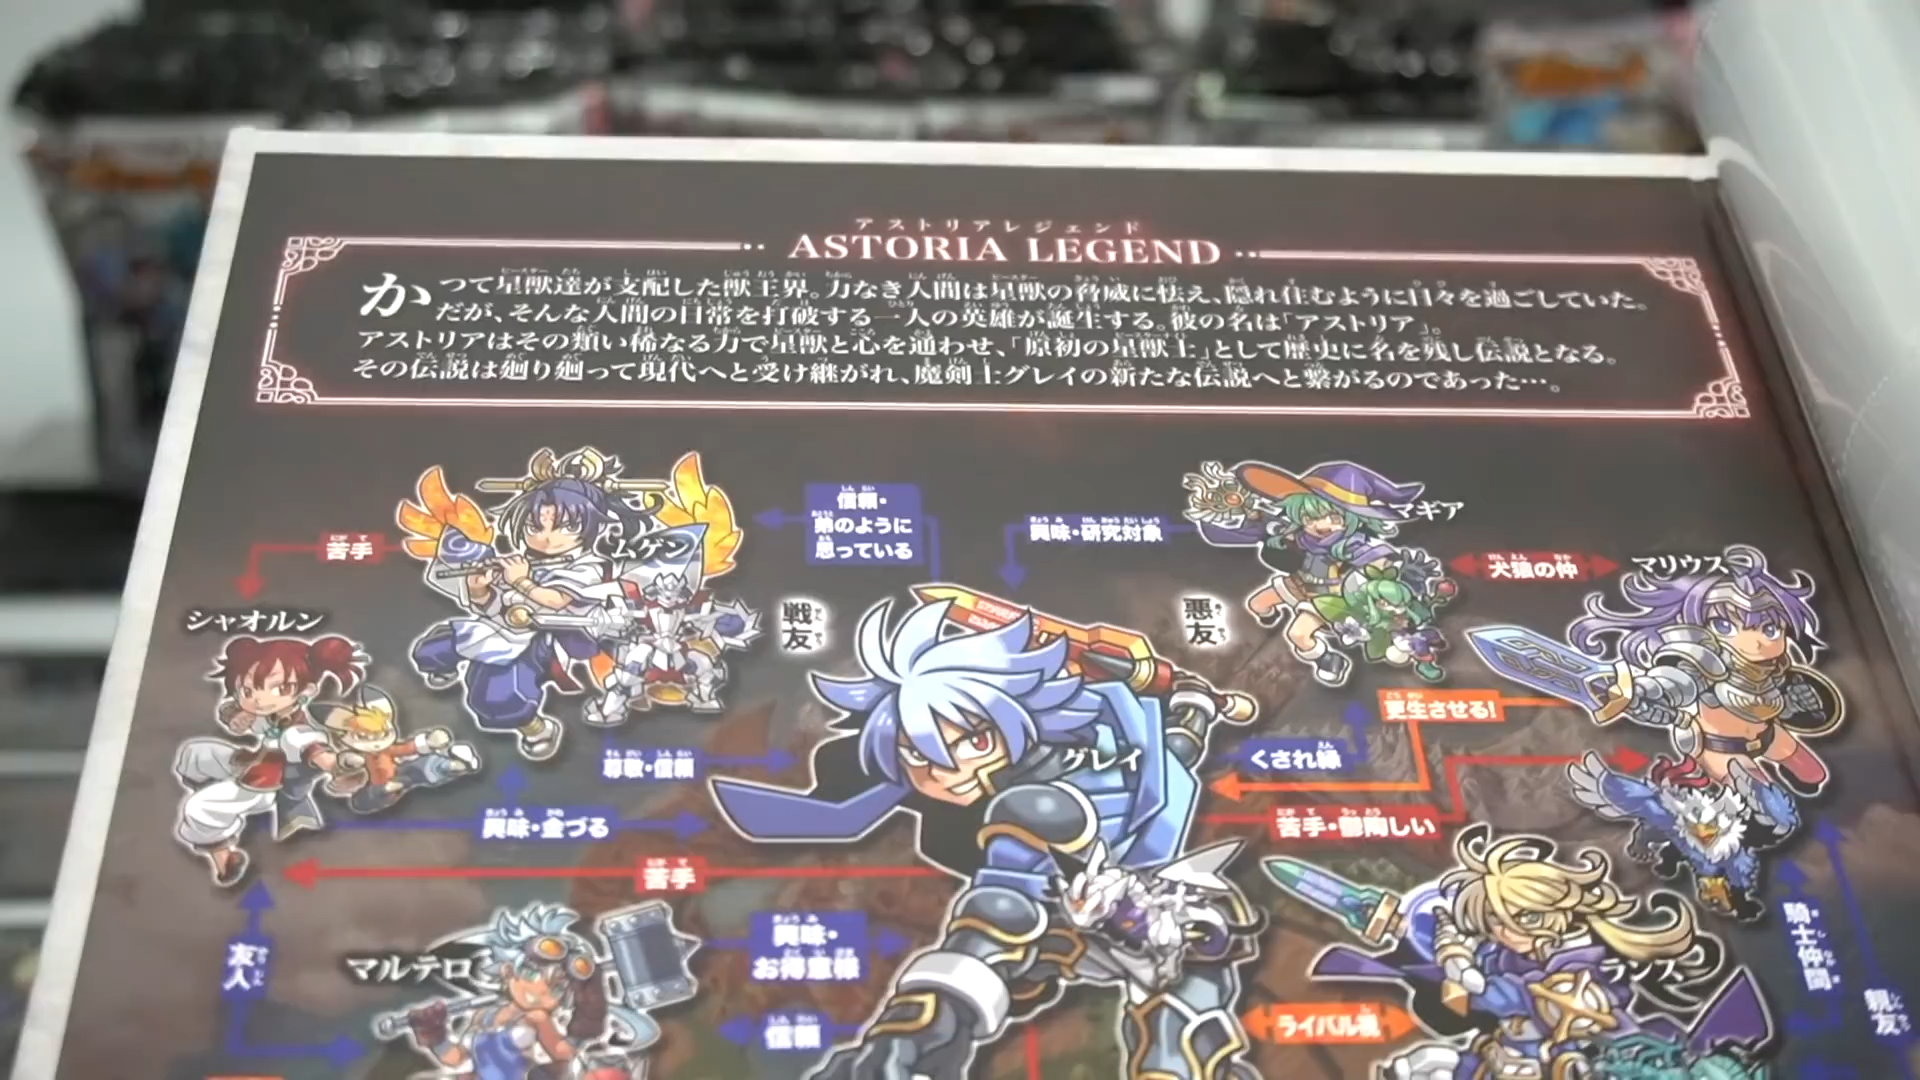 アストリアレジェンド
ASTORIA LEGEND
かつて星獣達が支配した獣王界。力なき人間は星獣の脅威に怯え、隠れ住むように日々を過ごしていた。
だが、そんな人間の日常を打破する一人の英雄が誕生する。彼の名は「アストリア」。
アストリアはその類い稀なる力で星獣と心を通わせ、「原初の星獣士」として歴史に名を残し伝説となる。
その伝説は廻り廻って現代へと受け継がれ、魔剣士グレイの新たな伝説へと繋がるのであった…。
信頼・
弟のように
思っている
興味・研究対象
マギア
苦手
ムゲン
犬猿の仲
マリウス
シャオルン
戦友
悪友
更生させる!
尊敬・信頼
グレイ
くされ縁
興味・金づる
苦手・鬱陶しい
苦手
友人
マルテロ
興味・
お得意様
ランス
騎士仲間
親友
信頼
ライバル視